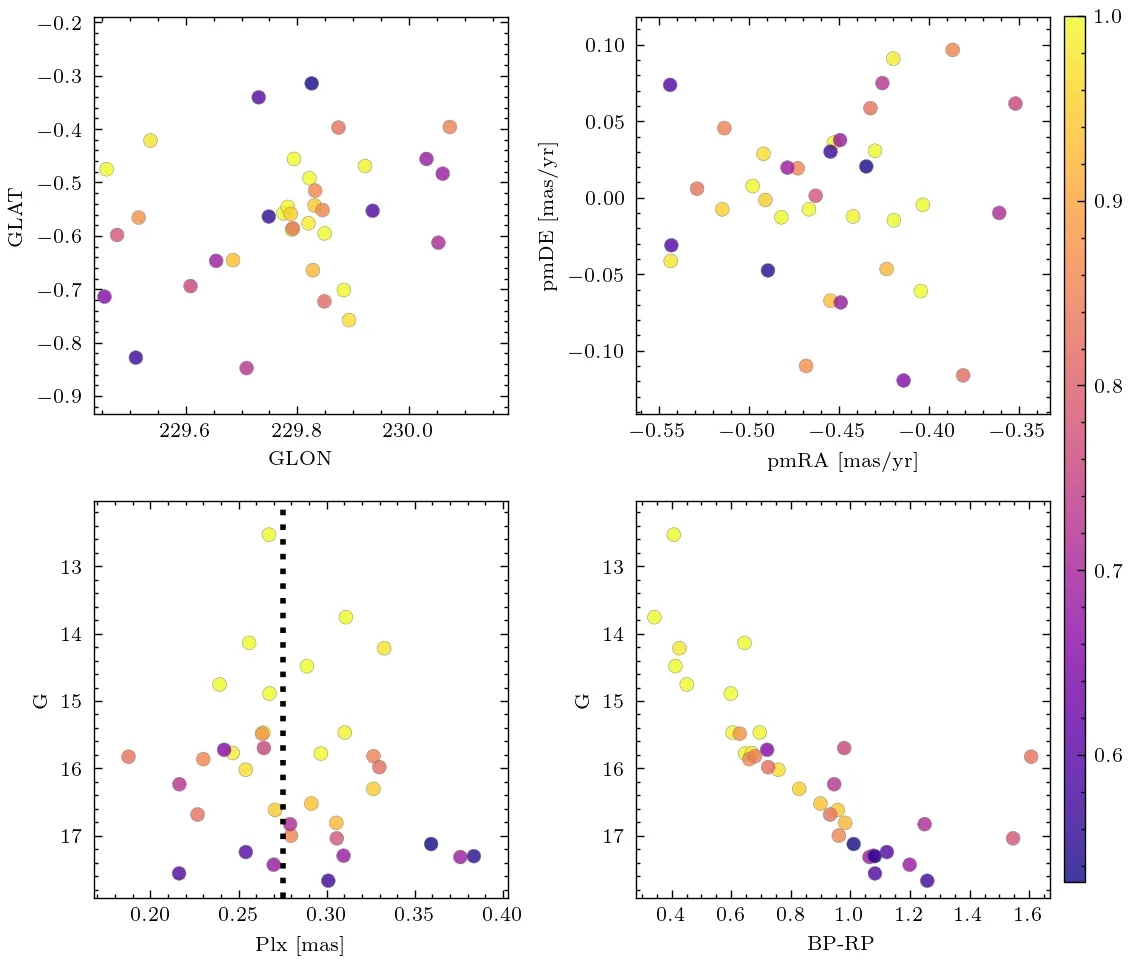 −0.2
−0.3
−0.4
−0.5
−0.6
−0.7
−0.8
−0.9
GLAT
229.6 229.8 230.0
GLON
0.10
0.05
0.00
−0.05
−0.10
pmDE [mas/yr]
−0.55 −0.50 −0.45 −0.40 −0.35
pmRA [mas/yr]
1.0
0.9
0.8
0.7
0.6
13
14
15
16
17
G
0.20 0.25 0.30 0.35 0.40
Plx [mas]
13
14
15
16
17
G
0.4 0.6 0.8 1.0 1.2 1.4 1.6
BP-RP